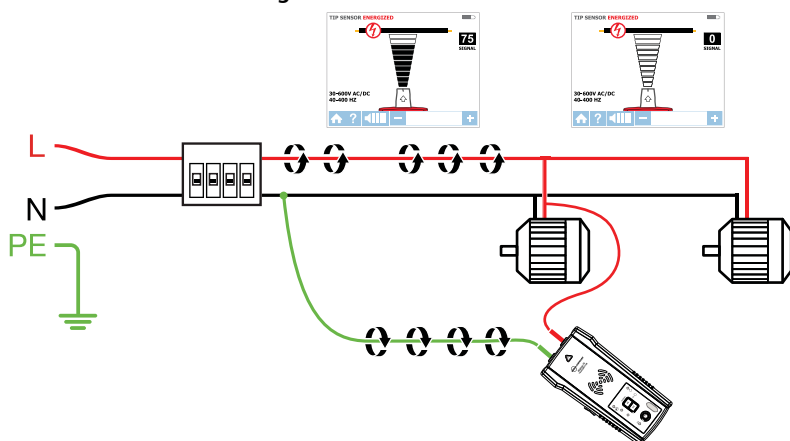 g
TIP SENSOR ENERGIZED
75
SIGNAL
30-600V AC/DC
40-400 HZ
?
−
+
TIP SENSOR ENERGIZED
0
SIGNAL
30-600V AC/DC
40-400 HZ
?
−
+
L
N
PE